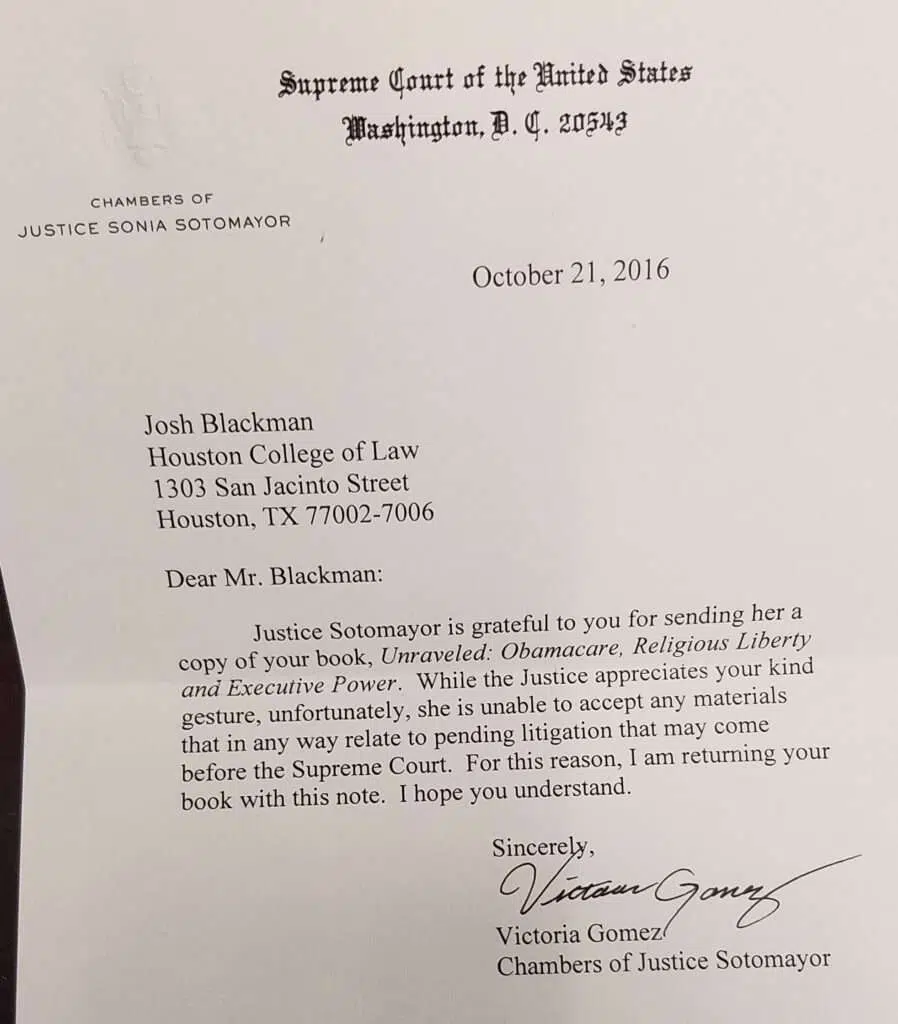 Supreme Court of the United States
Washington, D. C. 20543
CHAMBERS OF
JUSTICE SONIA SOTOMAYOR
October 21, 2016
Josh Blackman
Houston College of Law
1303 San Jacinto Street
Houston, TX 77002-7006
Dear Mr. Blackman:
Justice Sotomayor is grateful to you for sending her a
copy of your book, Unraveled: Obamacare, Religious Liberty
and Executive Power. While the Justice appreciates your kind
gesture, unfortunately, she is unable to accept any materials
that in any way relate to pending litigation that may come
before the Supreme Court. For this reason, I am returning your
book with this note. I hope you understand.
Sincerely,
Victoria Gomez
Victoria Gomez
Chambers of Justice Sotomayor